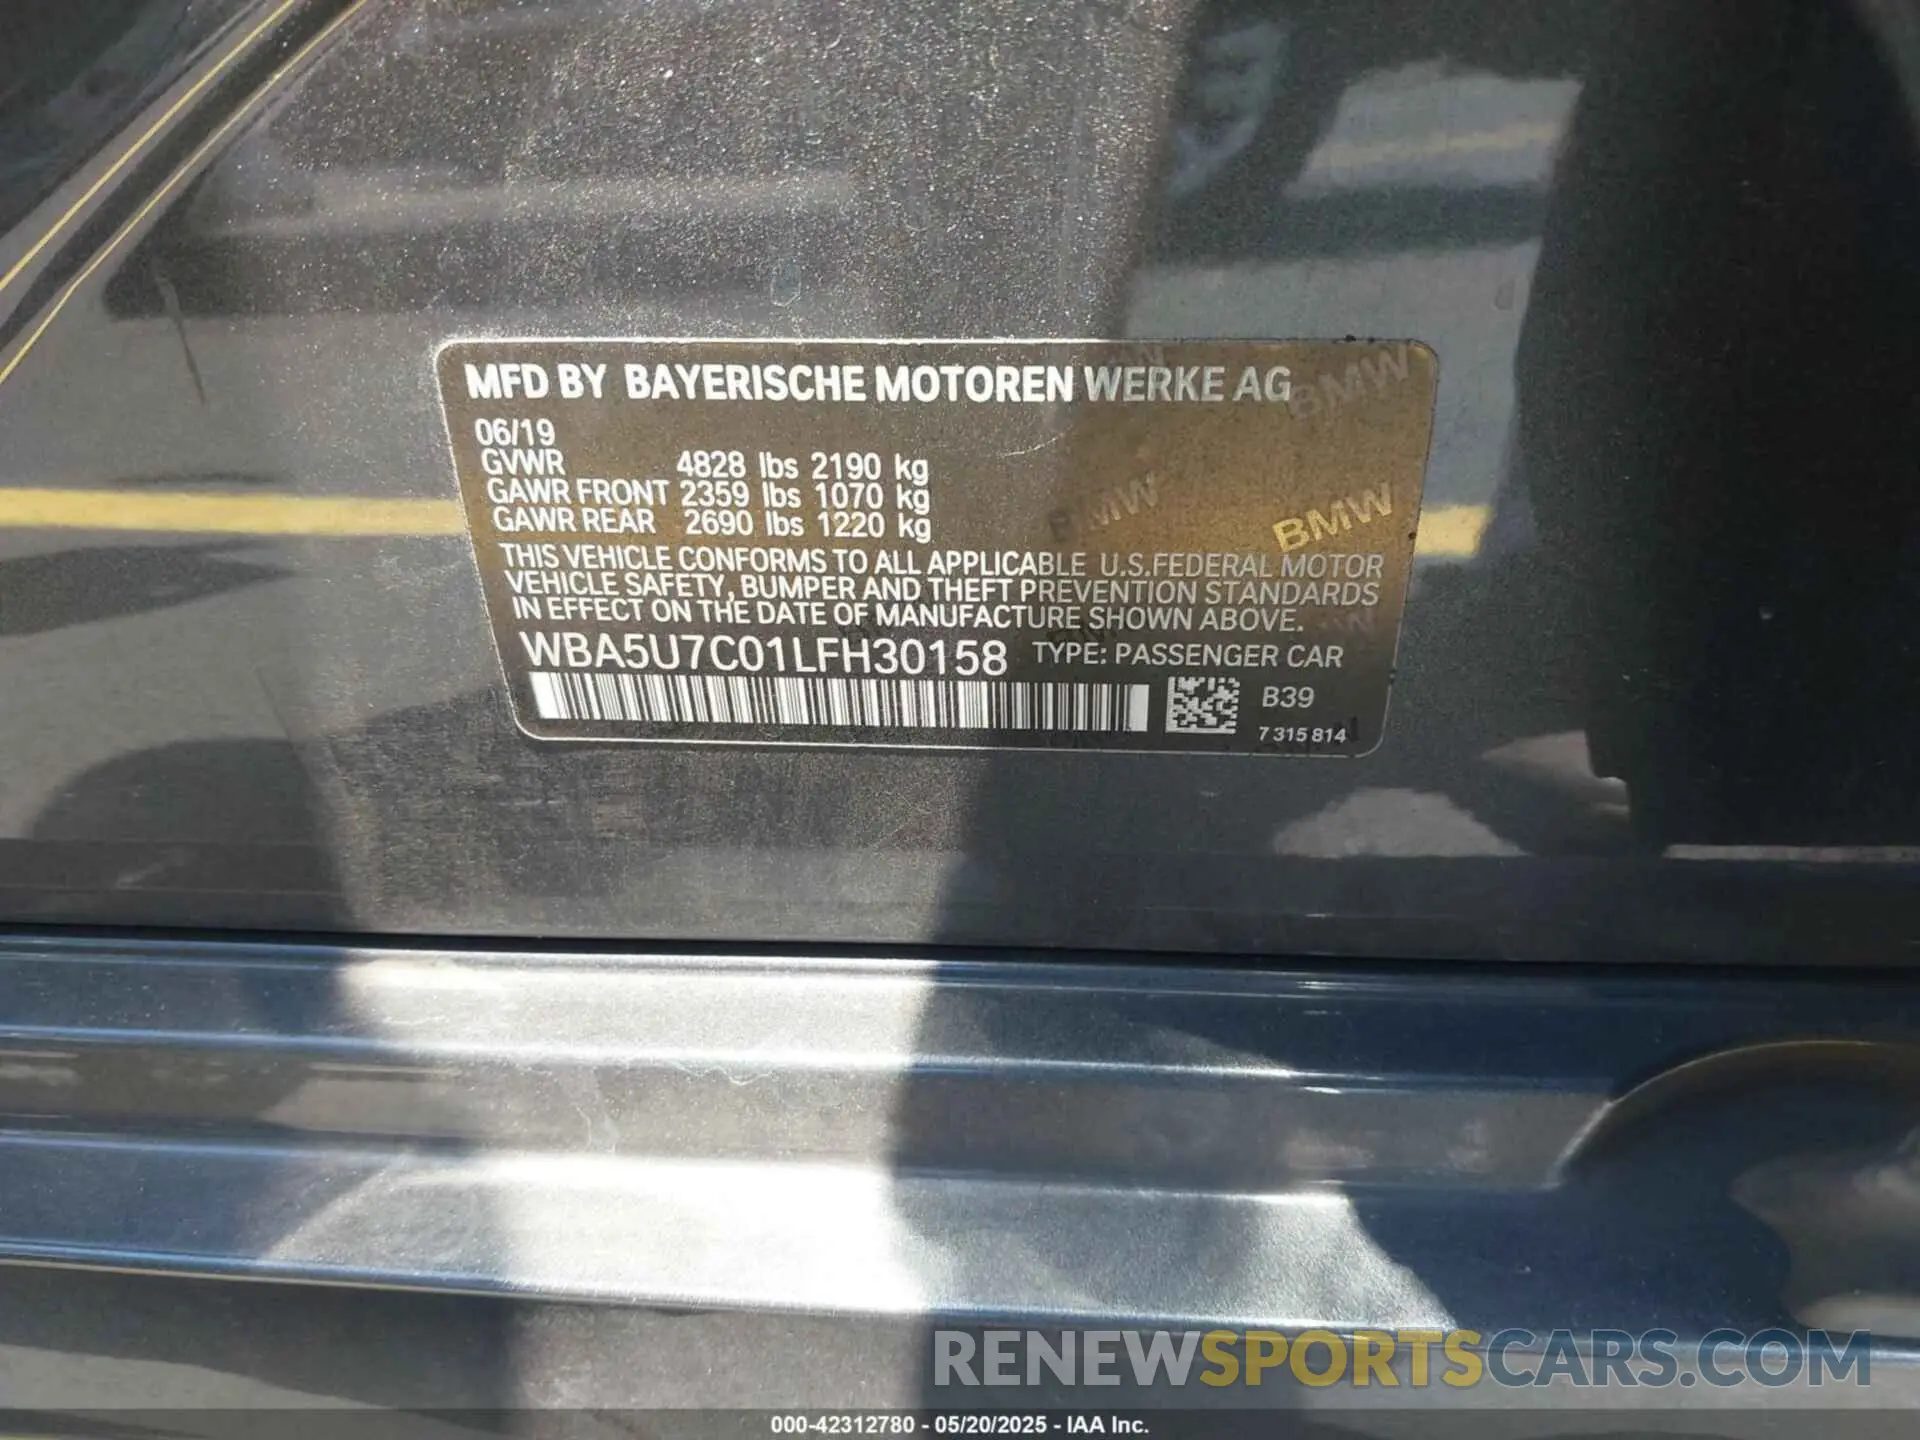 MFD BY BAYERISCHE MOTOREN WERKE AG
06/19
GVWR 4828 lbs 2190 kg
GAWR FRONT 2359 lbs 1070 kg
GAWR REAR 2690 lbs 1220 kg
THIS VEHICLE CONFORMS TO ALL APPLICABLE U.S.FEDERAL MOTOR
VEHICLE SAFETY, BUMPER AND THEFT PREVENTION STANDARDS
IN EFFECT ON THE DATE OF MANUFACTURE SHOWN ABOVE.
WBA5U7C01LFH30158 TYPE: PASSENGER CAR
B39
7 315 814
BMW
BMW
BMW
RENEWSPORTSCARS.COM
000-42312780 - 05/20/2025 - IAA Inc.